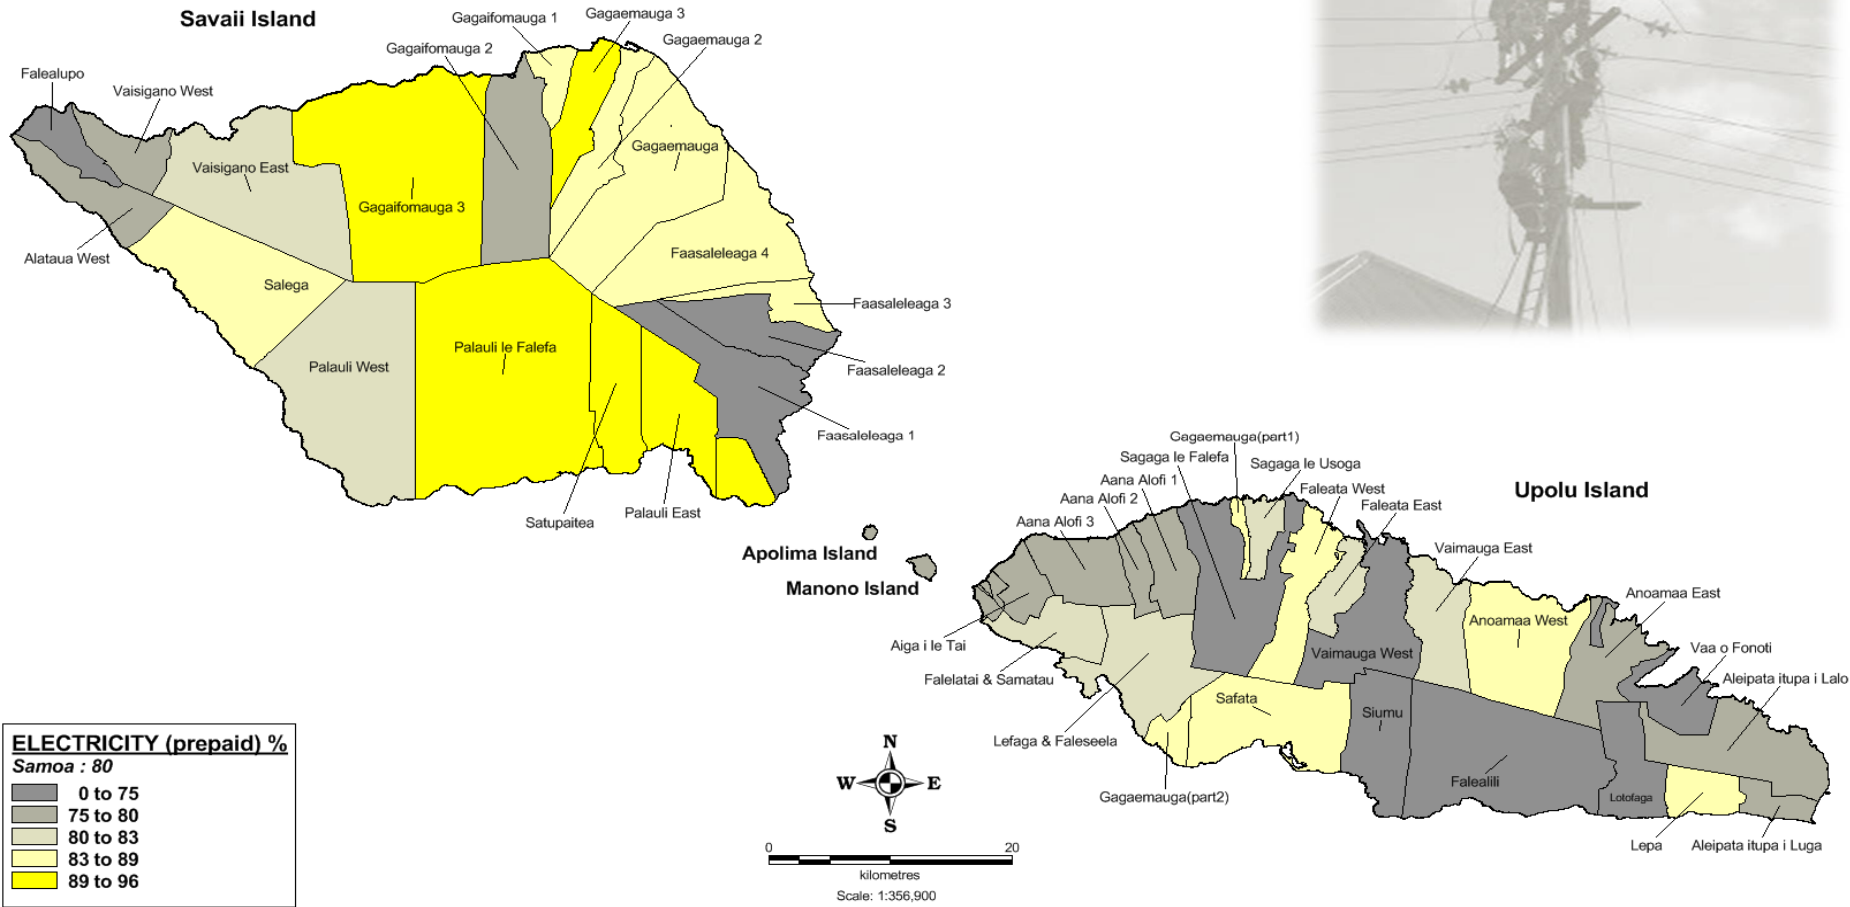 Savaii Island
Gagaifomauga 1
Gagaemauga 3
Gagaifomauga 2
Gagaemauga 2
Falealupo
Vaisigano West
Vaisigano East
Gagaemauga
Gagaifomauga 3
Alataua West
Faasaleleaga 4
Salega
Faasaleleaga 3
Palauli West
Palauli le Falefa
Faasaleleaga 2
Faasaleleaga 1
Satupaitea
Palauli East
Apolima Island
Manono Island
Upolu Island
Gagaemauga(part1)
Sagaga le Falefa
Sagaga le Usoga
Aana Alofi 1
Faleata West
Aana Alofi 2
Faleata East
Aana Alofi 3
Vaimauga East
Anoamaa East
Anoamaa West
Aiga i le Tai
Vaimauga West
Vaa o Fonoti
Falelatai & Samatau
Aleipata itupa i Lalo
Safata
Siumu
Lefaga & Faleseela
Falealili
Gagaemauga(part2)
Lotofaga
Lepa
Aleipata itupa i Luga
ELECTRICITY (prepaid) %
Samoa : 80
0 to 75
75 to 80
80 to 83
83 to 89
89 to 96
N
W E
S
0 20
kilometres
Scale: 1:356,900